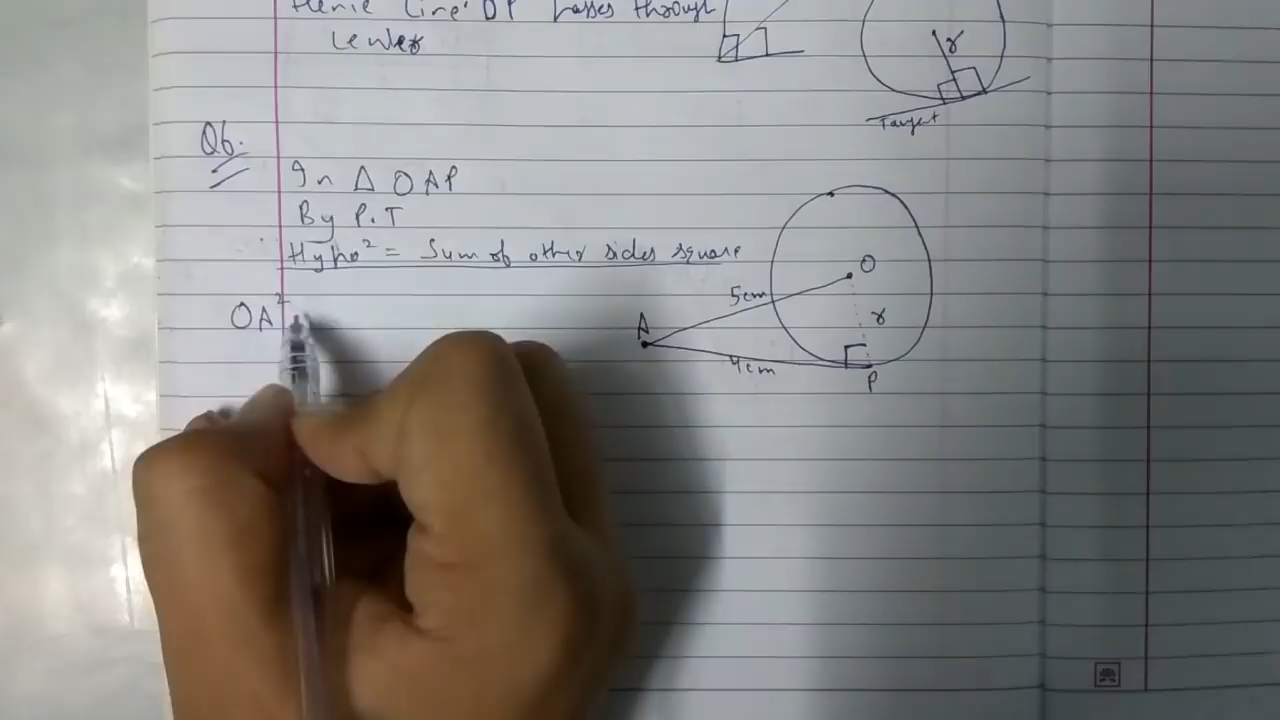 Hence Line OP Passes through
Q6.
In Δ OAP
By P.T
Hypo² = Sum of other sides square
OA²
r
Tangent
O
5cm
r
A
4cm
P